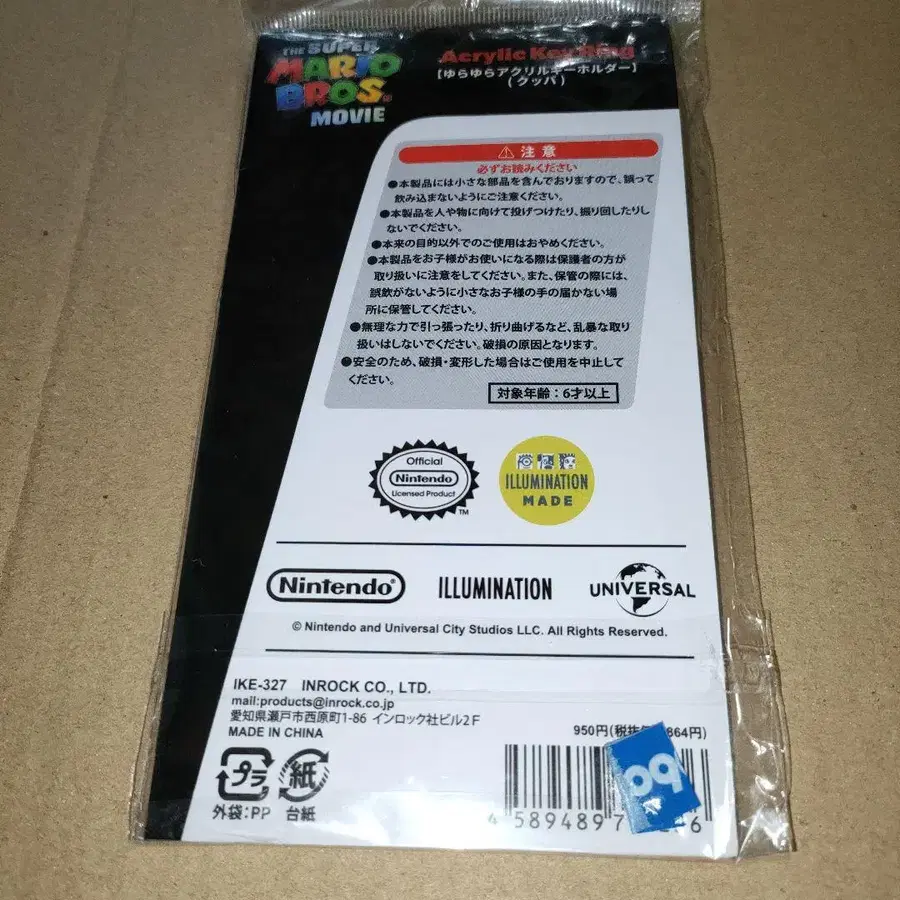 THE SUPER
MARIO
BROS.
MOVIE
Acrylic Key Ring
【ゆらゆらアクリルキーホルダー】
(クッパ)
⚠ 注意
必ずお読みください
●本製品には小さな部品を含んでおりますので、誤って
飲み込まないようにご注意ください。
●本製品を人や物に向けて投げつけたり、振り回したりし
ないでください。
●本来の目的以外でのご使用はおやめください。
●本製品をお子様がお使いになる際は保護者の方が
取り扱いに注意をしてください。また、保管の際には、
誤飲がないように小さなお子様の手の届かない場
所に保管してください。
●無理な力で引っ張ったり、折り曲げるなど、乱暴な取り
扱いはしないでください。破損の原因となります。
●安全のため、破損・変形した場合はご使用を中止して
ください。
対象年齢:6才以上
Official
Nintendo
Licensed Product
TM
ILLUMINATION
MADE
Nintendo
ILLUMINATION
UNIVERSAL
© Nintendo and Universal City Studios LLC. All Rights Reserved.
IKE-327 INROCK CO., LTD.
mail:products@inrock.co.jp
愛知県瀬戸市西原町1-86 インロック社ビル2F
MADE IN CHINA
950円(税抜 864円)
プラ
紙
外袋:PP
台紙
4 589489 7 6